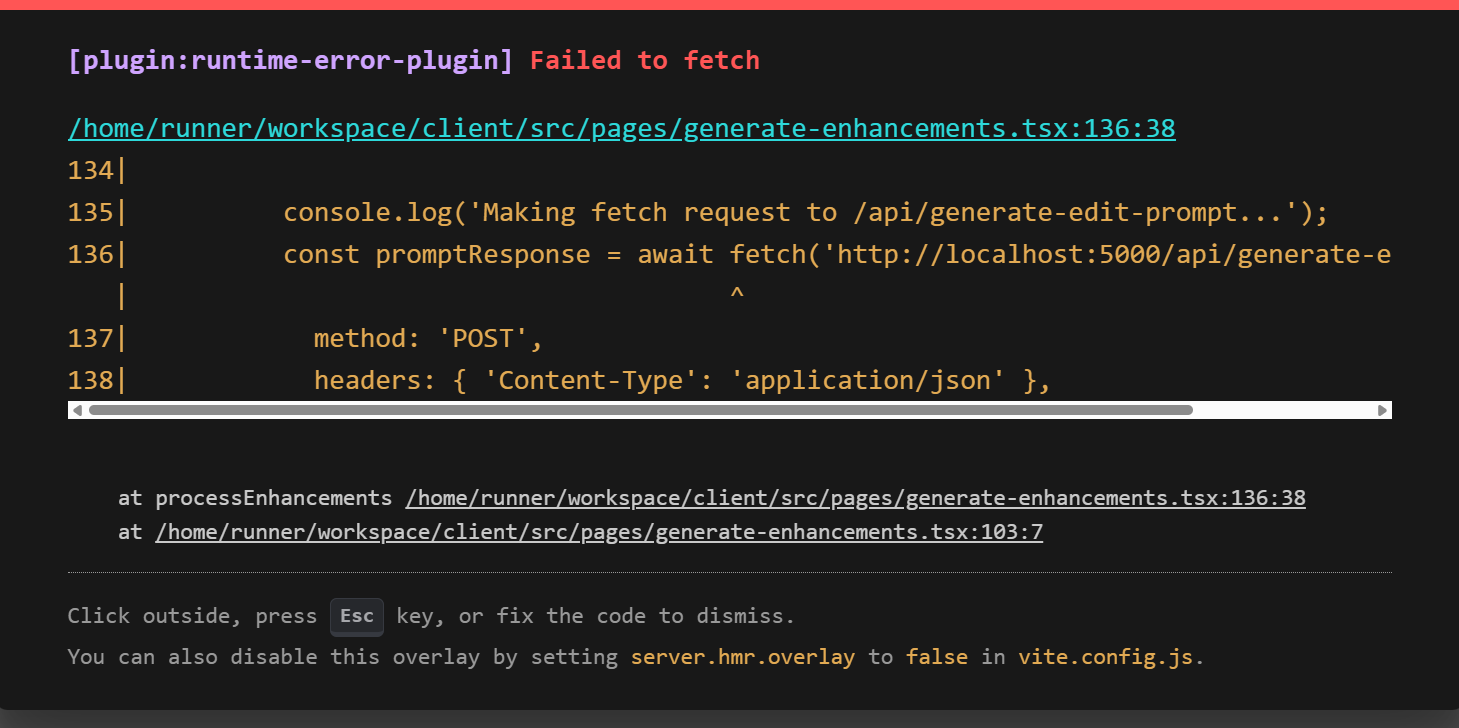 [plugin:runtime-error-plugin] Failed to fetch
/home/runner/workspace/client/src/pages/generate-enhancements.tsx:136:38
134|
135|          console.log('Making fetch request to /api/generate-edit-prompt...');
136|          const promptResponse = await fetch('http://localhost:5000/api/generate-e
   |                                       ^
137|            method: 'POST',
138|            headers: { 'Content-Type': 'application/json' },
at processEnhancements /home/runner/workspace/client/src/pages/generate-enhancements.tsx:136:38
at /home/runner/workspace/client/src/pages/generate-enhancements.tsx:103:7
Click outside, press Esc key, or fix the code to dismiss.
You can also disable this overlay by setting server.hmr.overlay to false in vite.config.js.